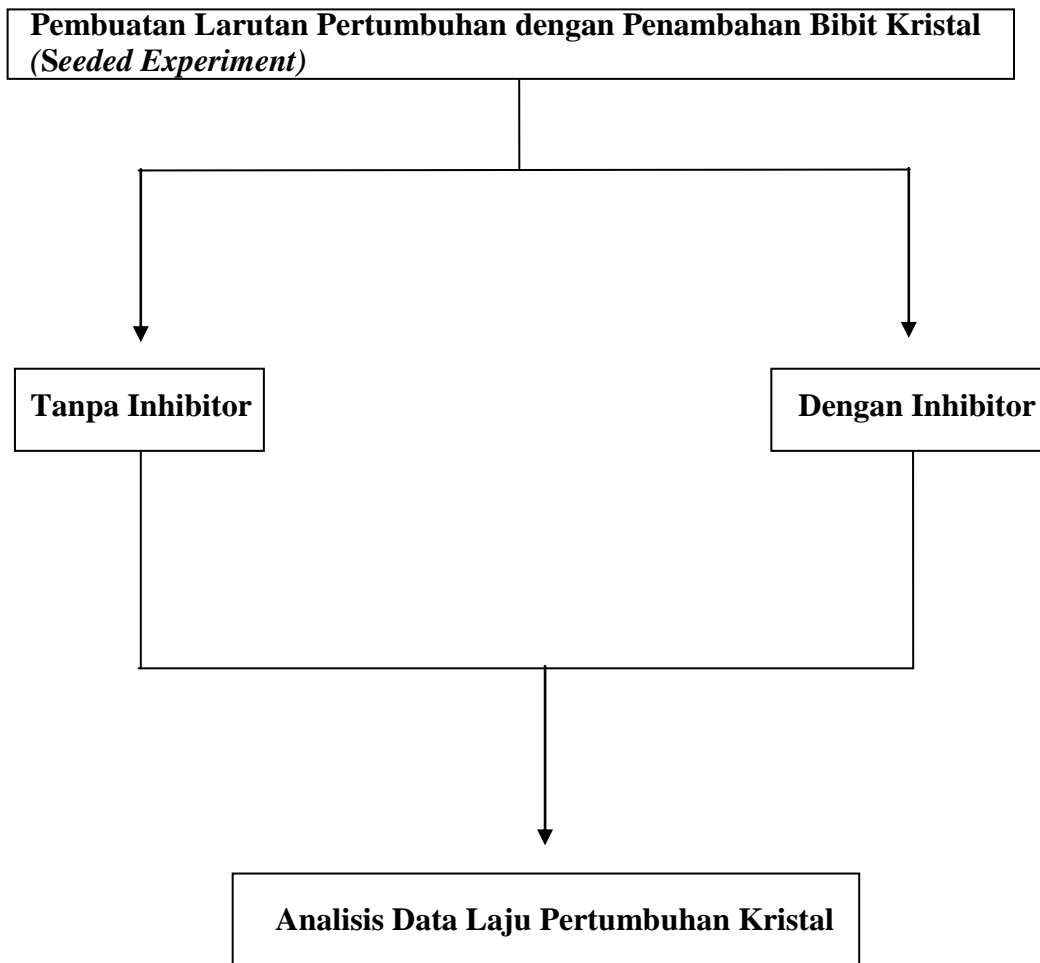 Pembuatan Larutan Pertumbuhan dengan Penambahan Bibit Kristal
(Seeded Experiment)
Tanpa Inhibitor
Dengan Inhibitor
Analisis Data Laju Pertumbuhan Kristal